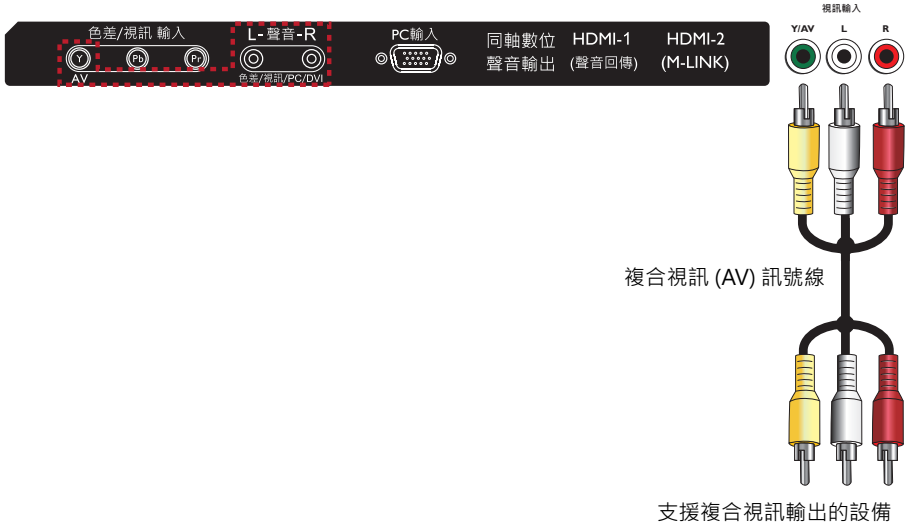 視訊輸入
Y/AV L R
色差/視訊 輸入
L-聲音-R
PC輸入
同軸數位
聲音輸出
HDMI-1
(聲音回傳)
HDMI-2
(M-LINK)
Y Pb Pr
AV
色差/視訊/PC/DVI
複合視訊 (AV) 訊號線
支援複合視訊輸出的設備